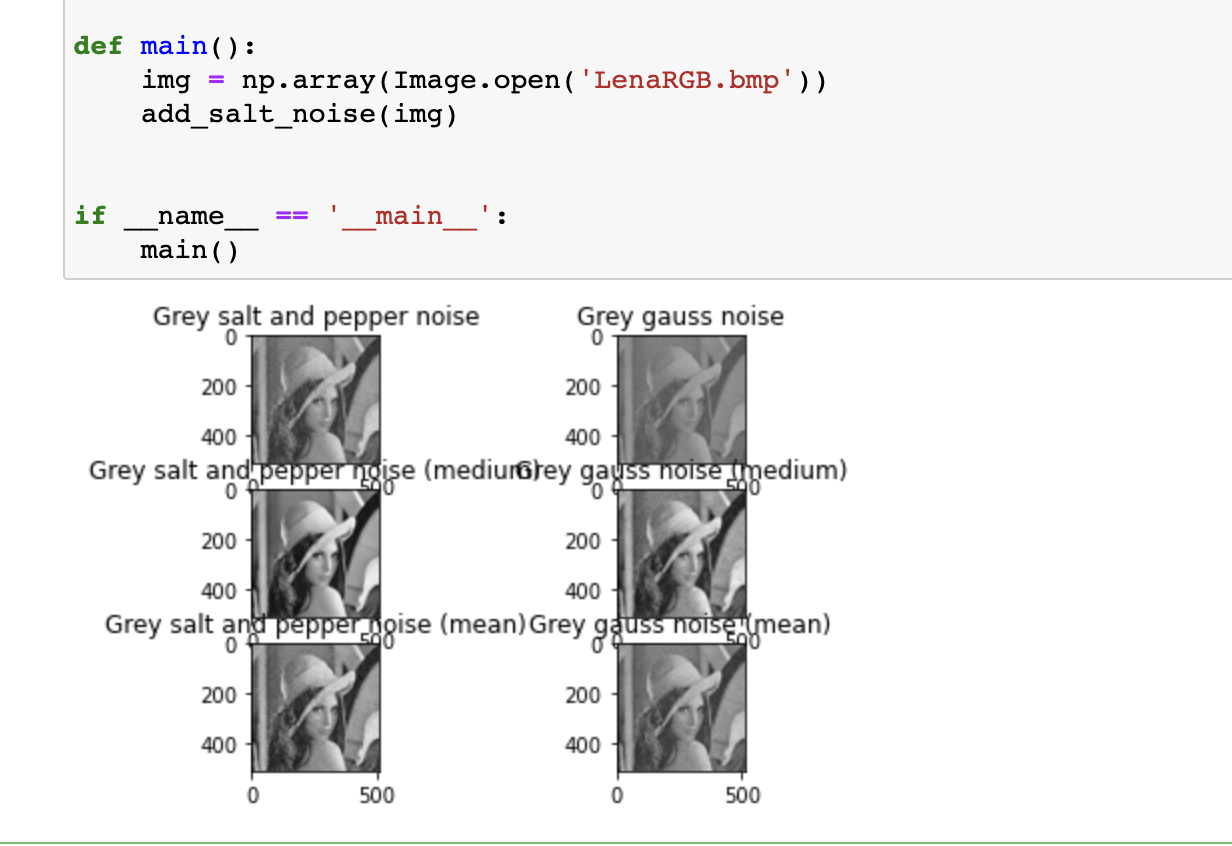 def main():
    img = np.array(Image.open('LenaRGB.bmp'))
    add_salt_noise(img)
if __name__ == '__main__':
    main()
Grey salt and pepper noise
Grey gauss noise
0
200
400
500
0
200
400
500
Grey salt and pepper noise (medium)
Grey gauss noise (medium)
0
200
400
500
0
200
400
500
Grey salt and pepper noise (mean)
Grey gauss noise (mean)
0
200
400
0
500
0
200
400
0
500